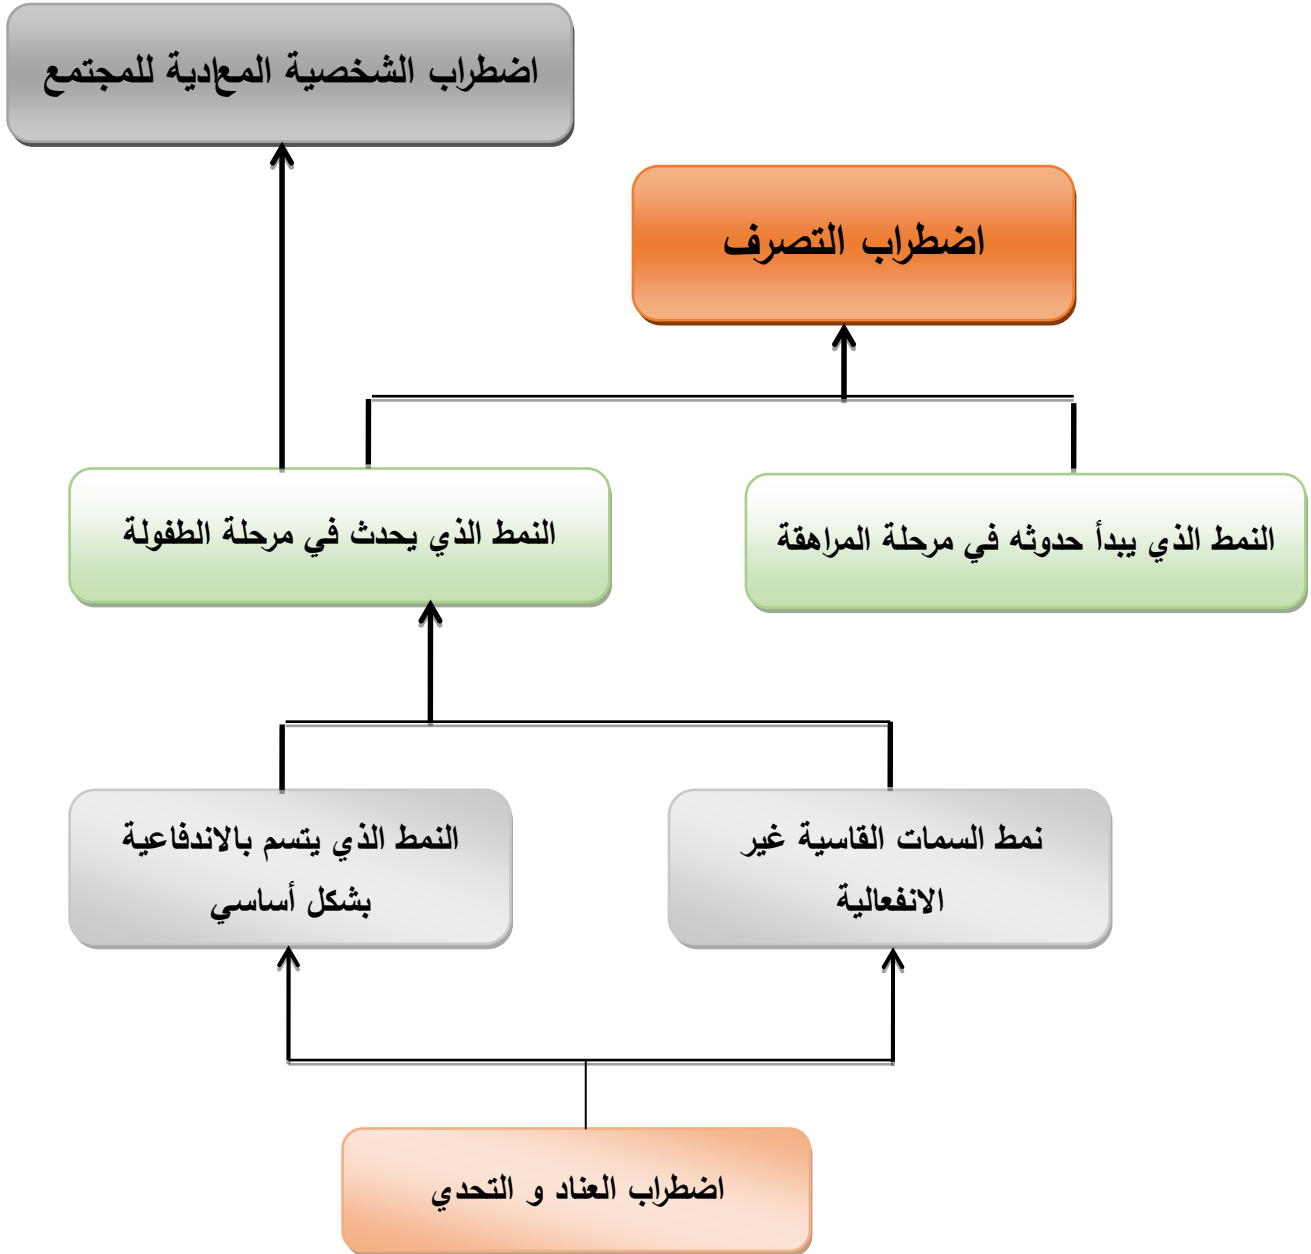 اضطراب الشخصية المعادية للمجتمع
اضطراب التصرف
النمط الذي يبدأ حدوثه في مرحلة المراهقة
النمط الذي يحدث في مرحلة الطفولة
نمط السمات القاسية غير
الانفعالية
النمط الذي يتسم بالاندفاعية
بشكل أساسي
اضطراب العناد و التحدي